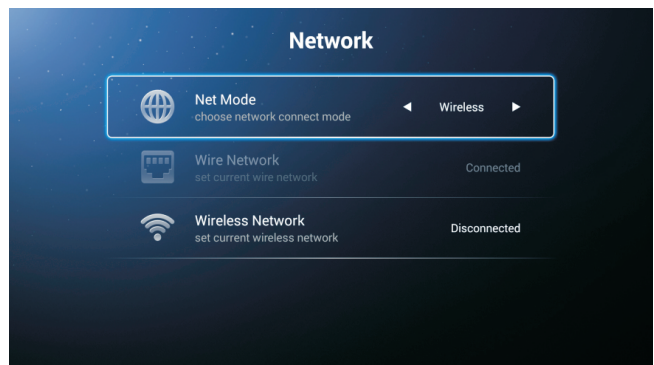 Network
Net Mode
choose network connect mode
Wireless
Wire Network
set current wire network
Connected
Wireless Network
set current wireless network
Disconnected